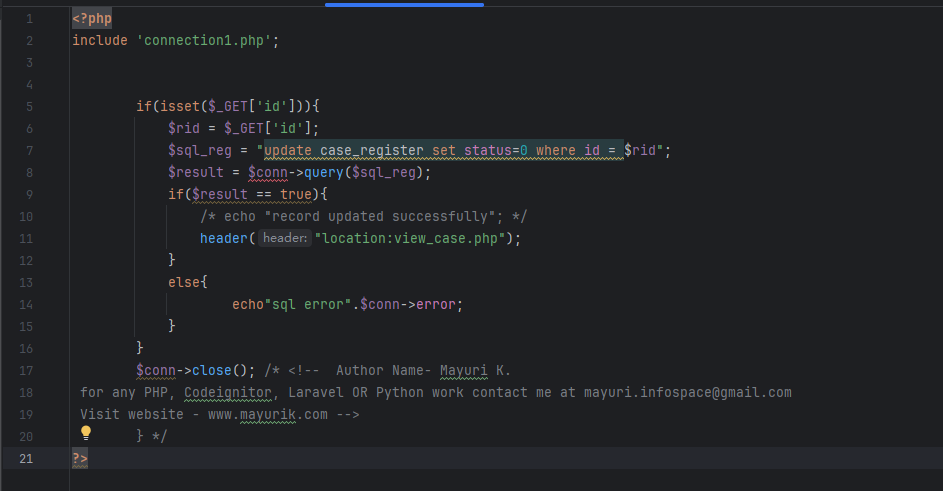 1 <?php
2 include 'connection1.php';
3
4
5 if(isset($_GET['id'])){
6 $rid = $_GET['id'];
7 $sql_reg = "update case_register set status=0 where id = $rid";
8 $result = $conn->query($sql_reg);
9 if($result == true){
10 /* echo "record updated successfully"; */
11 header( header: "location:view_case.php");
12 }
13 else{
14 echo"sql error".$conn->error;
15 }
16 }
17 $conn->close(); /* <!--  Author Name- Mayuri K.
18 for any PHP, Codeignitor, Laravel OR Python work contact me at mayuri.infospace@gmail.com
19 Visit website - www.mayurik.com -->
20 } */
21 ?>